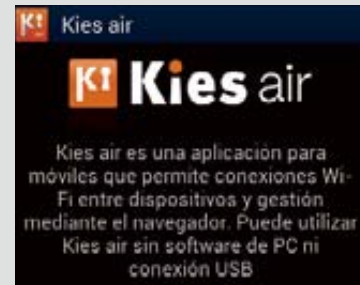 Kies air
Kies air
Kies air es una aplicación para
móviles que permite conexiones Wi-
Fi entre dispositivos y gestión
mediante el navegador. Puede utilizar
Kies air sin software de PC ni
conexión USB